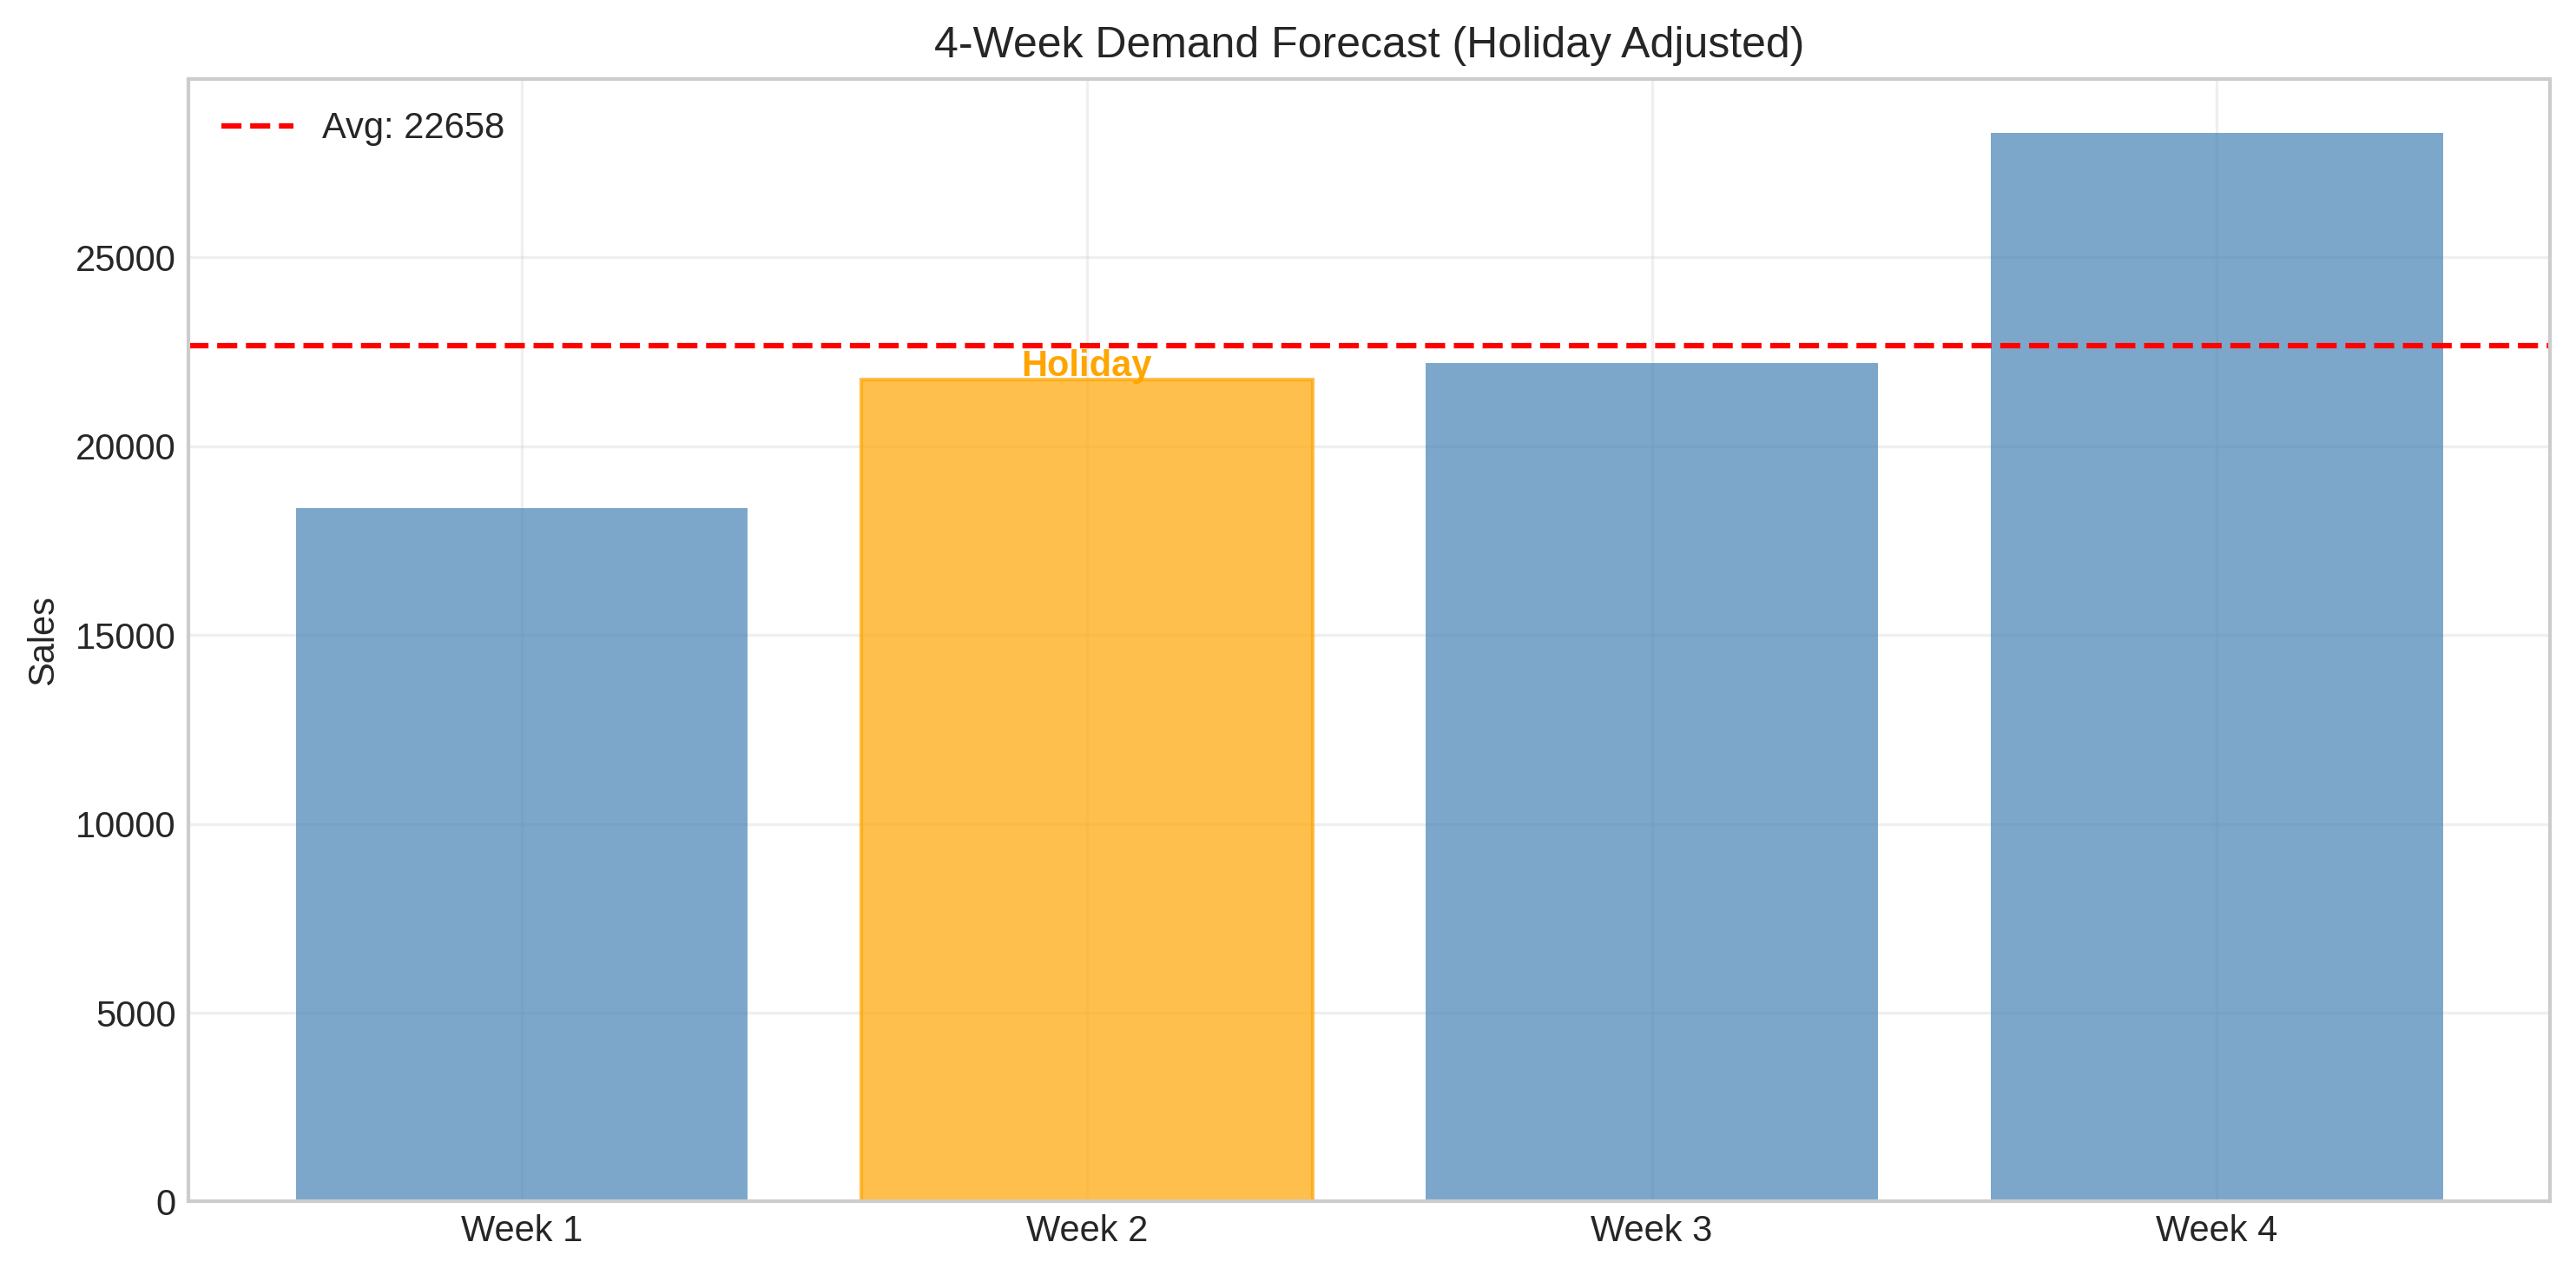 4-Week Demand Forecast (Holiday Adjusted)
Avg: 22658
25000
Holiday
20000
15000
Sales
10000
5000
0
Week 1 Week 2 Week 3 Week 4